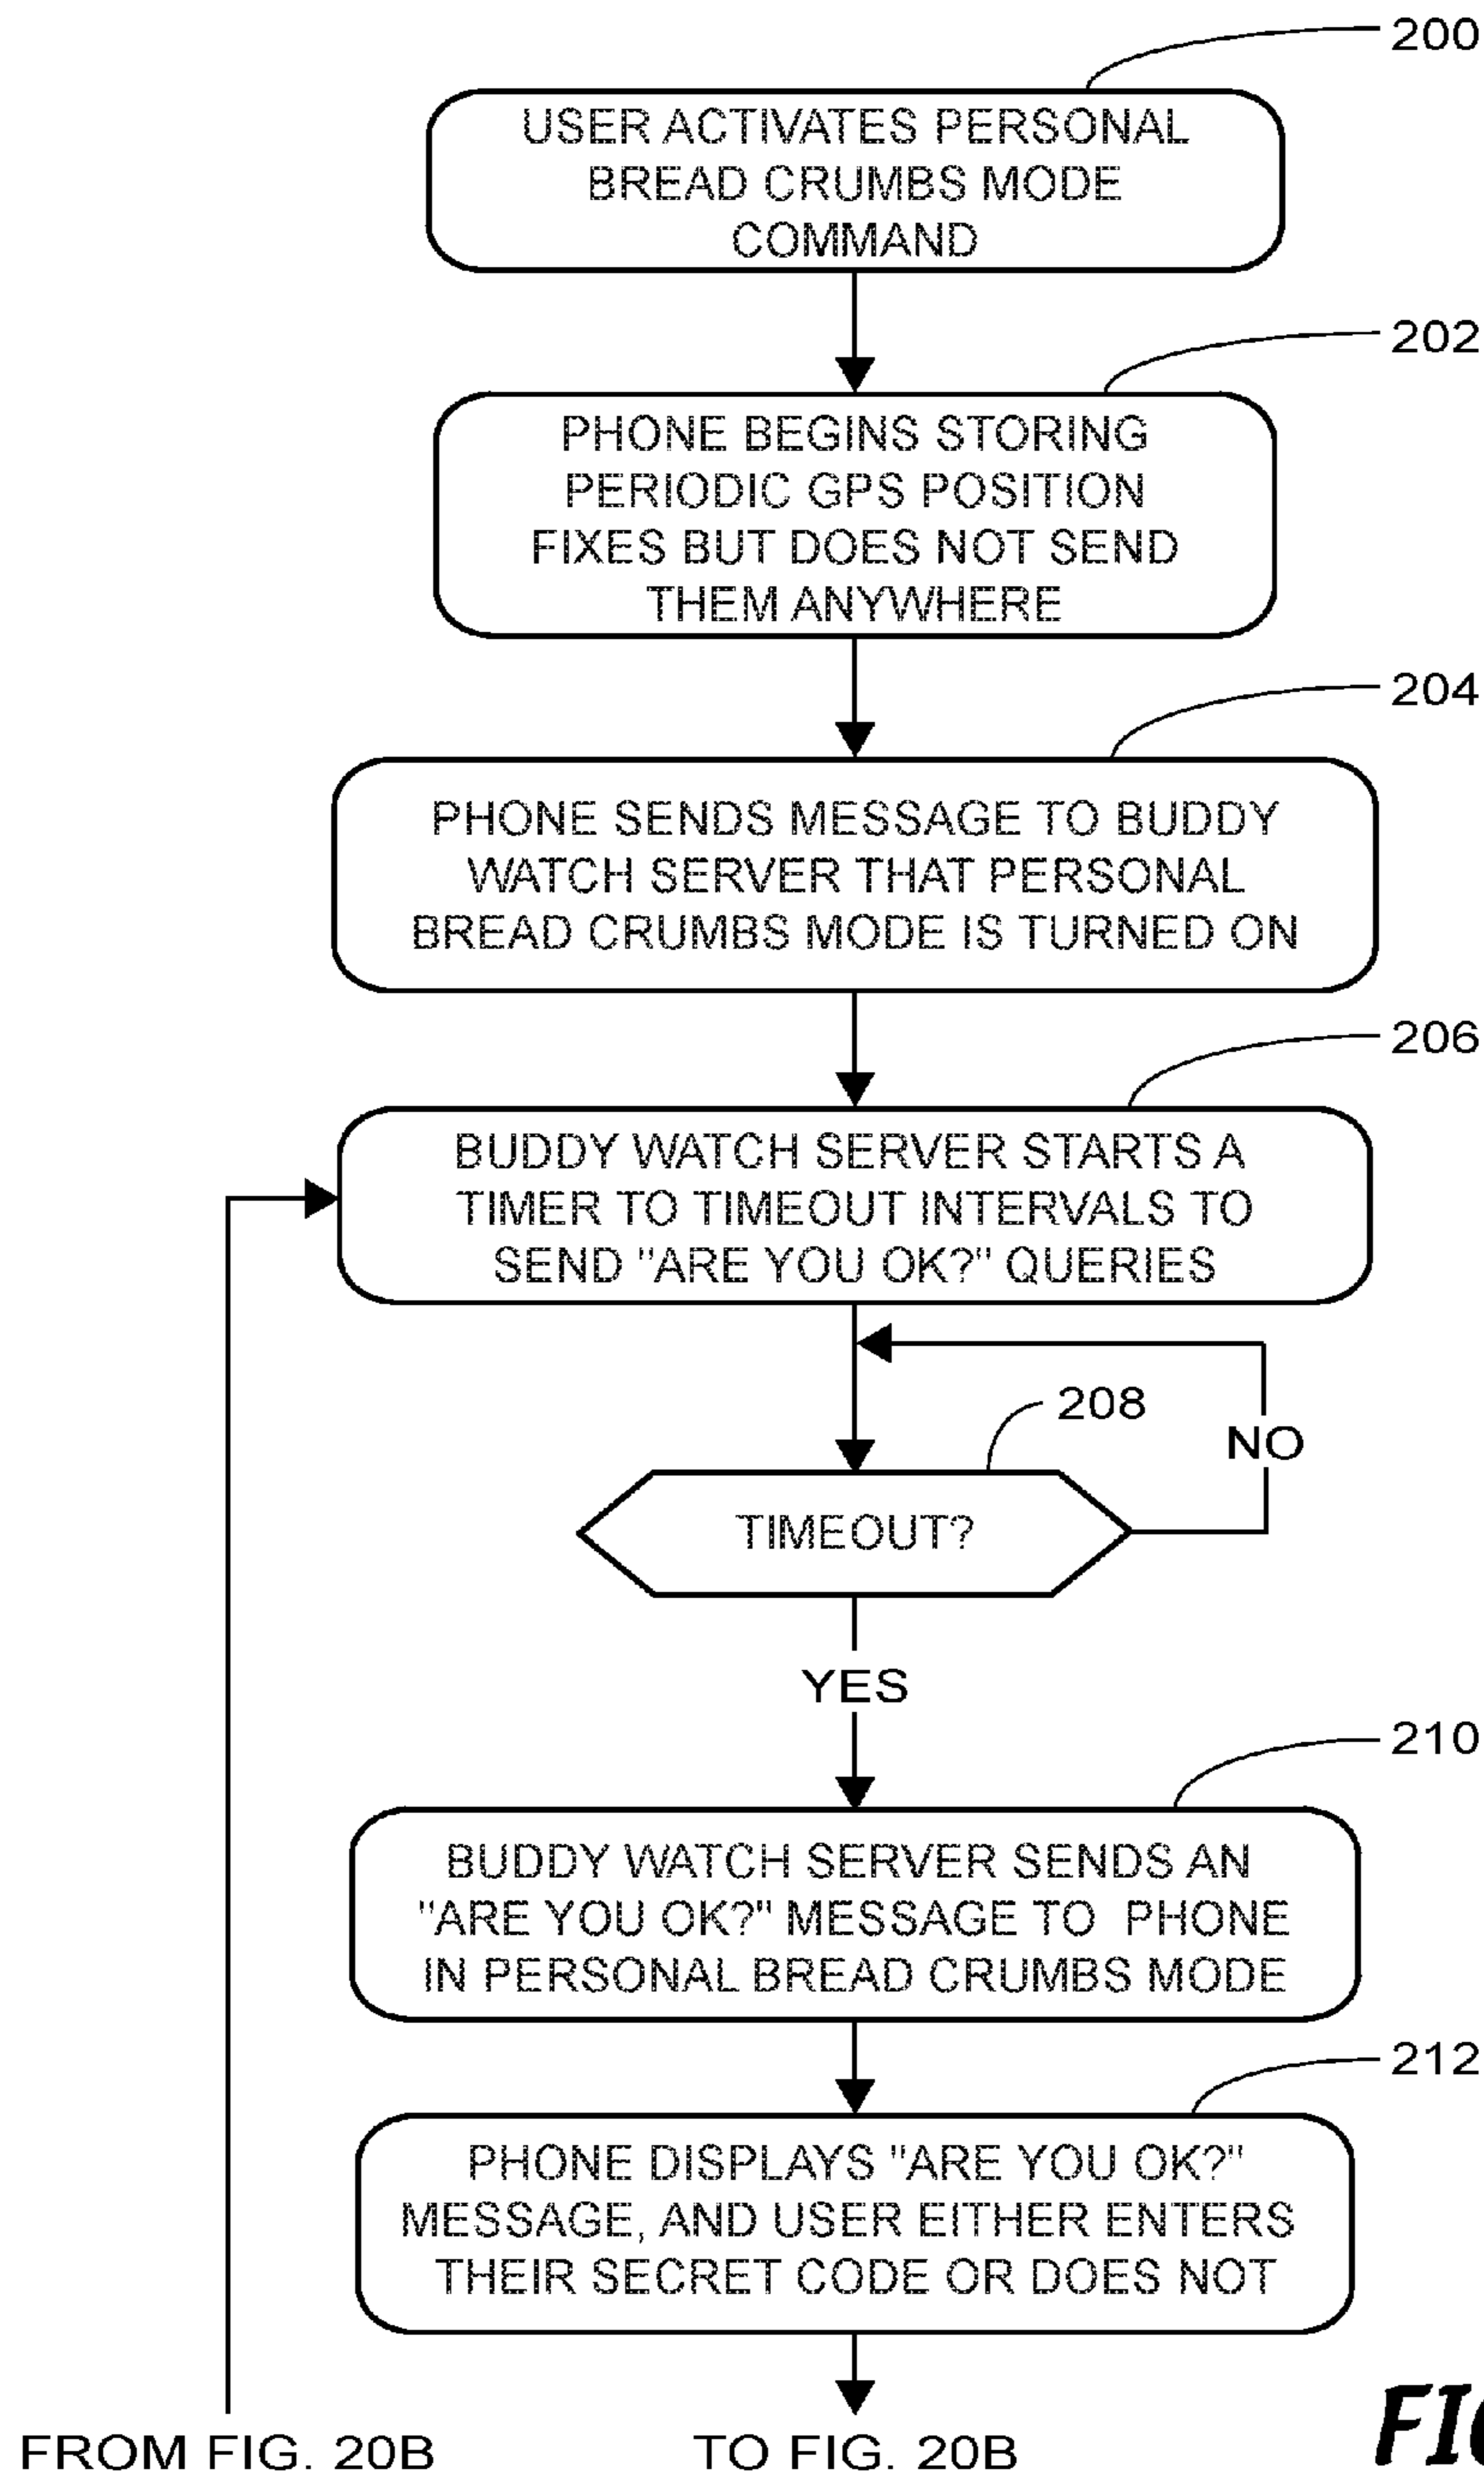 200
USER ACTIVATES PERSONAL
BREAD CRUMBS MODE
COMMAND
202
PHONE BEGINS STORING
PERIODIC GPS POSITION
FIXES BUT DOES NOT SEND
THEM ANYWHERE
204
PHONE SENDS MESSAGE TO BUDDY
WATCH SERVER THAT PERSONAL
BREAD CRUMBS MODE IS TURNED ON
206
BUDDY WATCH SERVER STARTS A
TIMER TO TIMEOUT INTERVALS TO
SEND "ARE YOU OK?" QUERIES
208
NO
TIMEOUT?
YES
210
BUDDY WATCH SERVER SENDS AN
"ARE YOU OK?" MESSAGE TO PHONE
IN PERSONAL BREAD CRUMBS MODE
212
PHONE DISPLAYS "ARE YOU OK?"
MESSAGE, AND USER EITHER ENTERS
THEIR SECRET CODE OR DOES NOT
FROM FIG. 20B
TO FIG. 20B